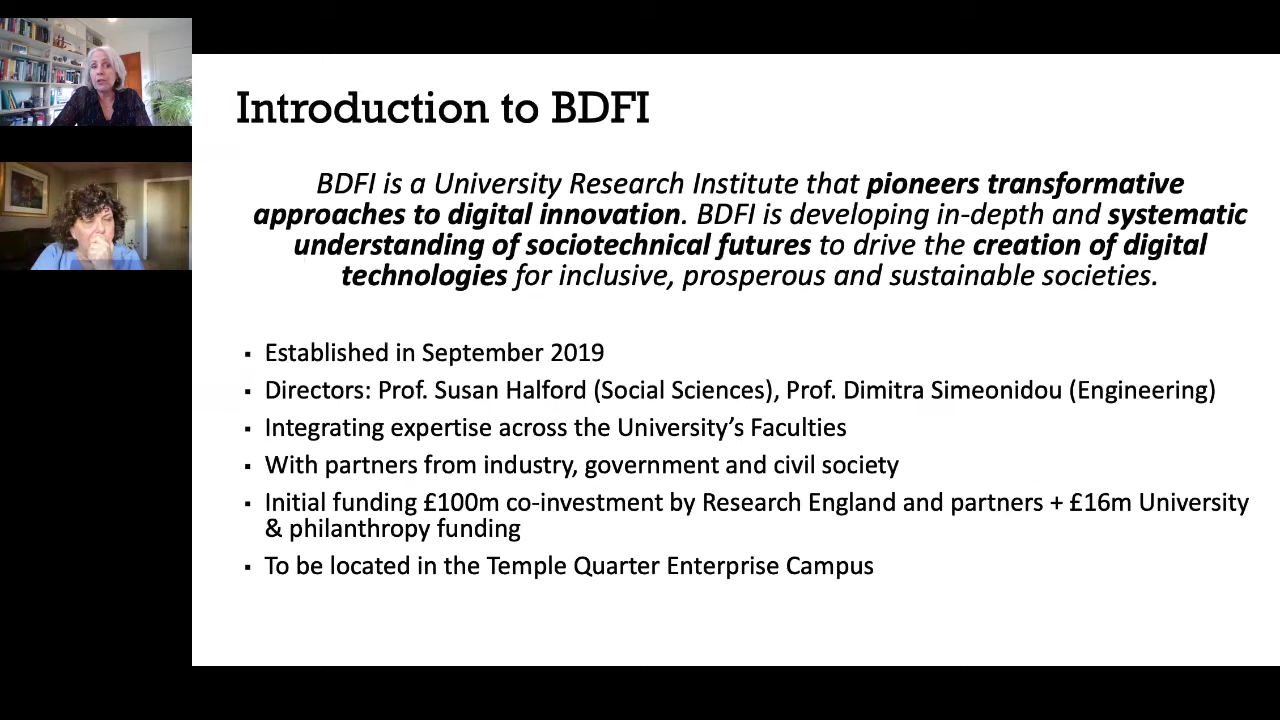 Introduction to BDFI
BDFI is a University Research Institute that pioneers transformative
approaches to digital innovation. BDFI is developing in-depth and systematic
understanding of sociotechnical futures to drive the creation of digital
technologies for inclusive, prosperous and sustainable societies.
▪ Established in September 2019
▪ Directors: Prof. Susan Halford (Social Sciences), Prof. Dimitra Simeonidou (Engineering)
▪ Integrating expertise across the University’s Faculties
▪ With partners from industry, government and civil society
▪ Initial funding £100m co-investment by Research England and partners + £16m University
& philanthropy funding
▪ To be located in the Temple Quarter Enterprise Campus